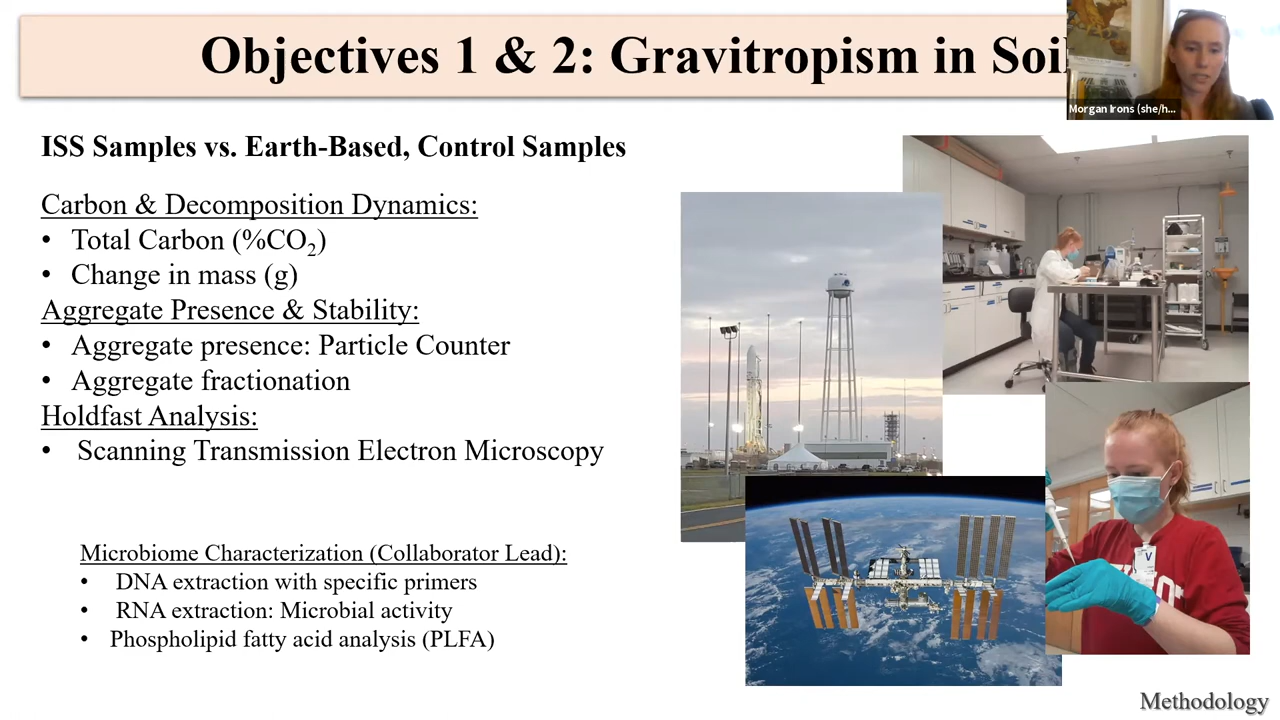 Objectives 1 & 2: Gravitropism in Soil
Morgan Irons (she/h...
ISS Samples vs. Earth-Based, Control Samples
Carbon & Decomposition Dynamics:
• Total Carbon (%CO₂)
• Change in mass (g)
Aggregate Presence & Stability:
• Aggregate presence: Particle Counter
• Aggregate fractionation
Holdfast Analysis:
• Scanning Transmission Electron Microscopy
Microbiome Characterization (Collaborator Lead):
• DNA extraction with specific primers
• RNA extraction: Microbial activity
• Phospholipid fatty acid analysis (PLFA)
V
Methodology